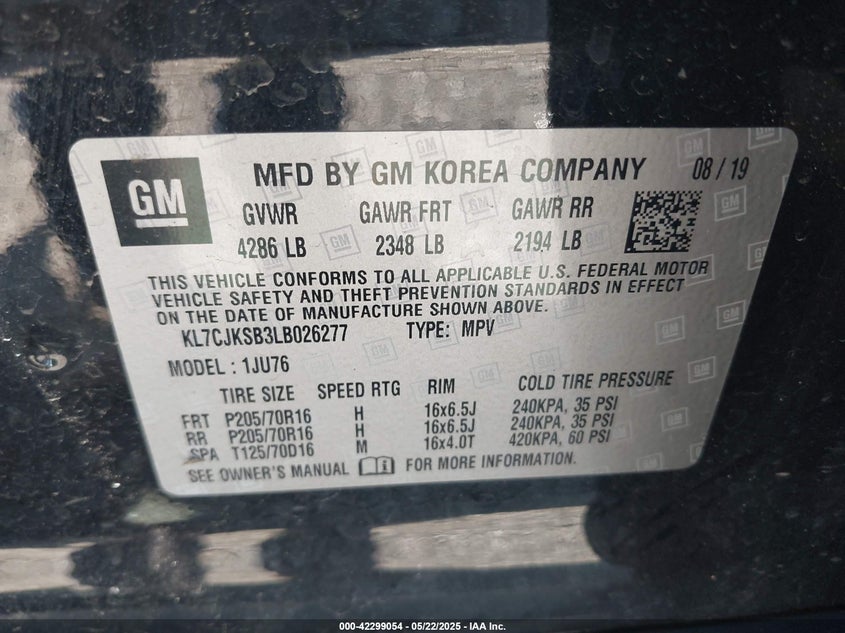 GM
MFD BY GM KOREA COMPANY 08 / 19
GVWR GAWR FRT GAWR RR
4286 LB 2348 LB 2194 LB
THIS VEHICLE CONFORMS TO ALL APPLICABLE U.S. FEDERAL MOTOR
VEHICLE SAFETY AND THEFT PREVENTION STANDARDS IN EFFECT
ON THE DATE OF MANUFACTURE SHOWN ABOVE.
KL7CJKSB3LB026277 TYPE: MPV
MODEL : 1JU76
TIRE SIZE SPEED RTG RIM COLD TIRE PRESSURE
FRT P205/70R16 H 16x6.5J 240KPA, 35 PSI
RR P205/70R16 H 16x6.5J 240KPA, 35 PSI
SPA T125/70D16 M 16x4.0T 420KPA, 60 PSI
SEE OWNER'S MANUAL FOR MORE INFORMATION.
000-42299054 - 05/22/2025 - IAA Inc.